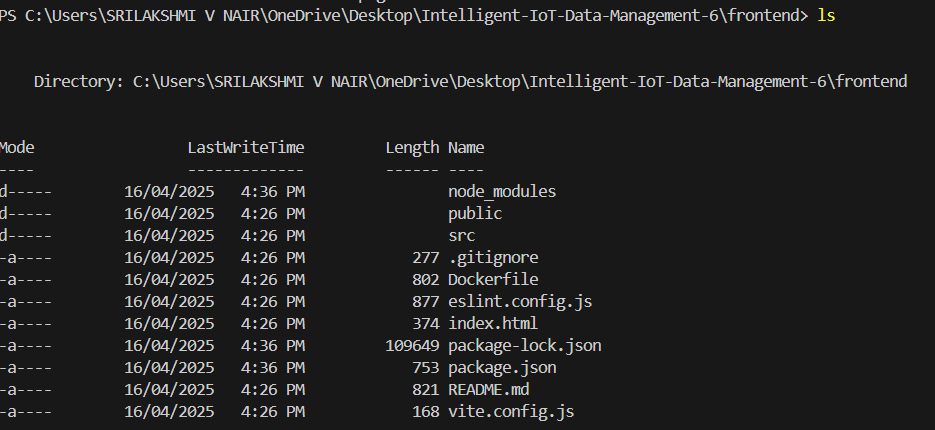 PS C:\Users\SRILAKSHMI V NAIR\OneDrive\Desktop\Intelligent-IoT-Data-Management-6\frontend> ls
Directory: C:\Users\SRILAKSHMI V NAIR\OneDrive\Desktop\Intelligent-IoT-Data-Management-6\frontend
Mode LastWriteTime Length Name
---- ------------- ------ ----
d----- 16/04/2025 4:36 PM node_modules
d----- 16/04/2025 4:26 PM public
d----- 16/04/2025 4:26 PM src
-a---- 16/04/2025 4:26 PM 277 .gitignore
-a---- 16/04/2025 4:26 PM 802 Dockerfile
-a---- 16/04/2025 4:26 PM 877 eslint.config.js
-a---- 16/04/2025 4:26 PM 374 index.html
-a---- 16/04/2025 4:36 PM 109649 package-lock.json
-a---- 16/04/2025 4:36 PM 753 package.json
-a---- 16/04/2025 4:26 PM 821 README.md
-a---- 16/04/2025 4:26 PM 168 vite.config.js